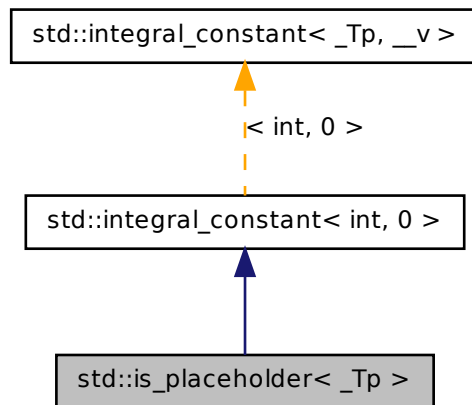 std::integral_constant< _Tp, __v >
< int, 0 >
std::integral_constant< int, 0 >
std::is_placeholder< _Tp >